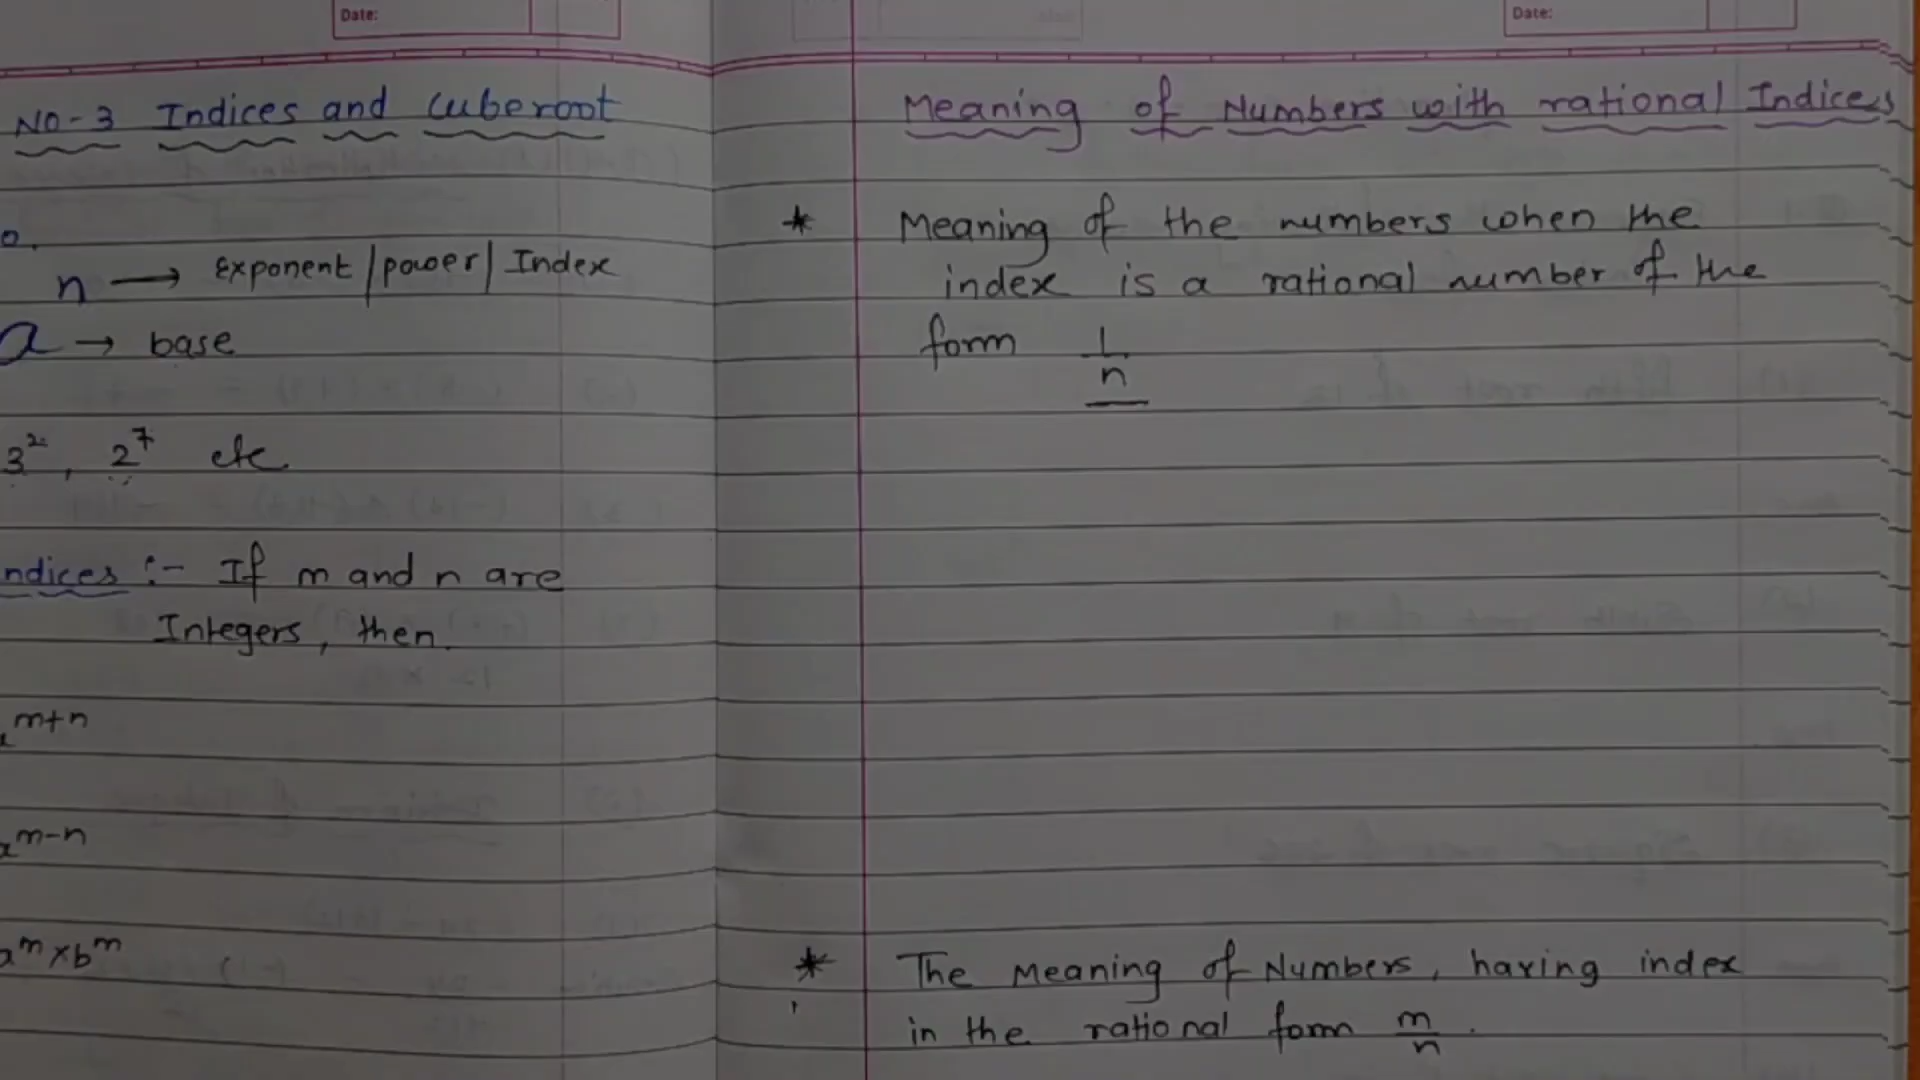 Date:
NO-3 Indices and Cuberoot
n → Exponent/power/Index
a → base
3², 2⁷ etc
ndices :- If m and n are
Integers, then.
m+n
m-n
aᵐ×bᵐ
Date:
Meaning of Numbers with rational Indices
* Meaning of the numbers when the
index is a rational number of the
form 1/n
* The Meaning of Numbers, having index
in the rational form m/n.